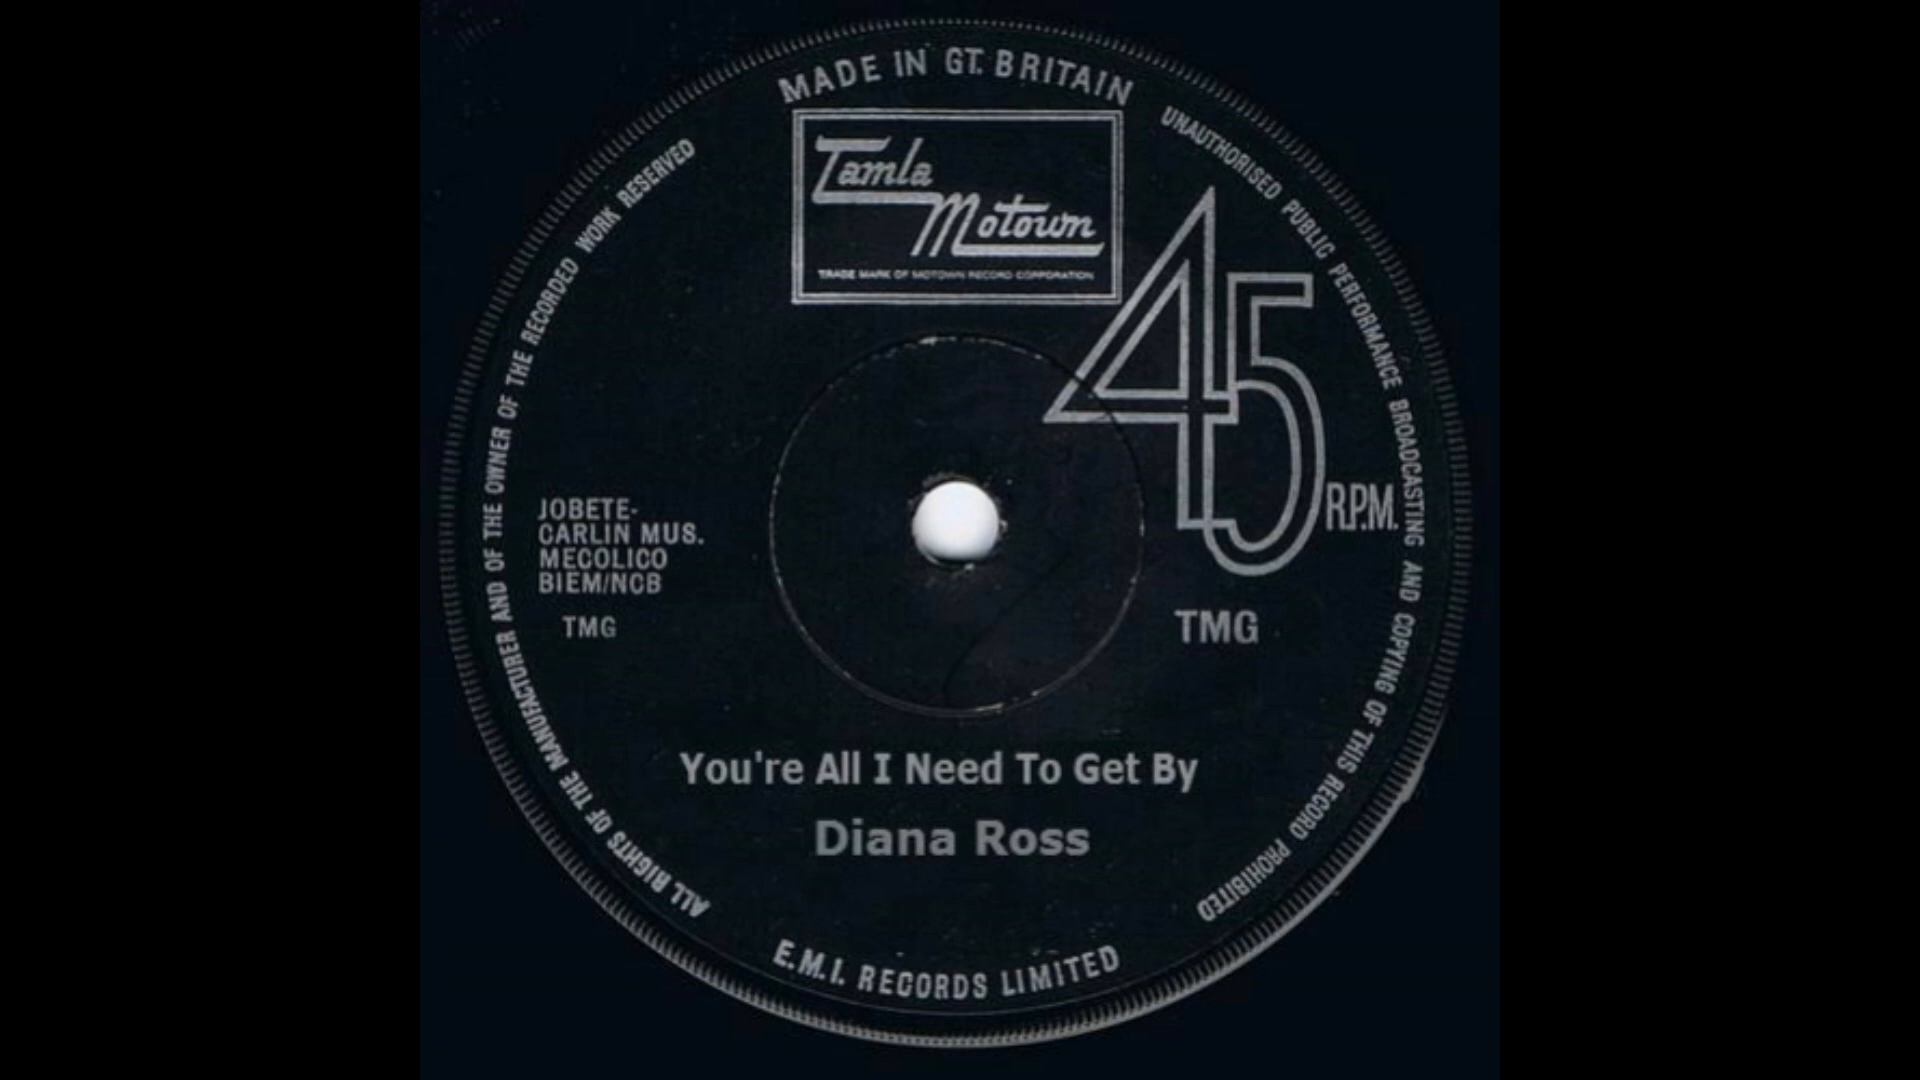 MADE IN GT. BRITAIN
Tamla
Motown
TRADE MARK OF MOTOWN RECORD CORPORATION
45
R.P.M.
JOBETE-
CARLIN MUS.
MECOLICO
BIEM/NCB
TMG
TMG
You're All I Need To Get By
Diana Ross
E.M.I. RECORDS LIMITED
ALL RIGHTS OF THE MANUFACTURER AND OF THE OWNER OF THE RECORDED WORK RESERVED
UNAUTHORISED PUBLIC PERFORMANCE BROADCASTING AND COPYING OF THIS RECORD PROHIBITED